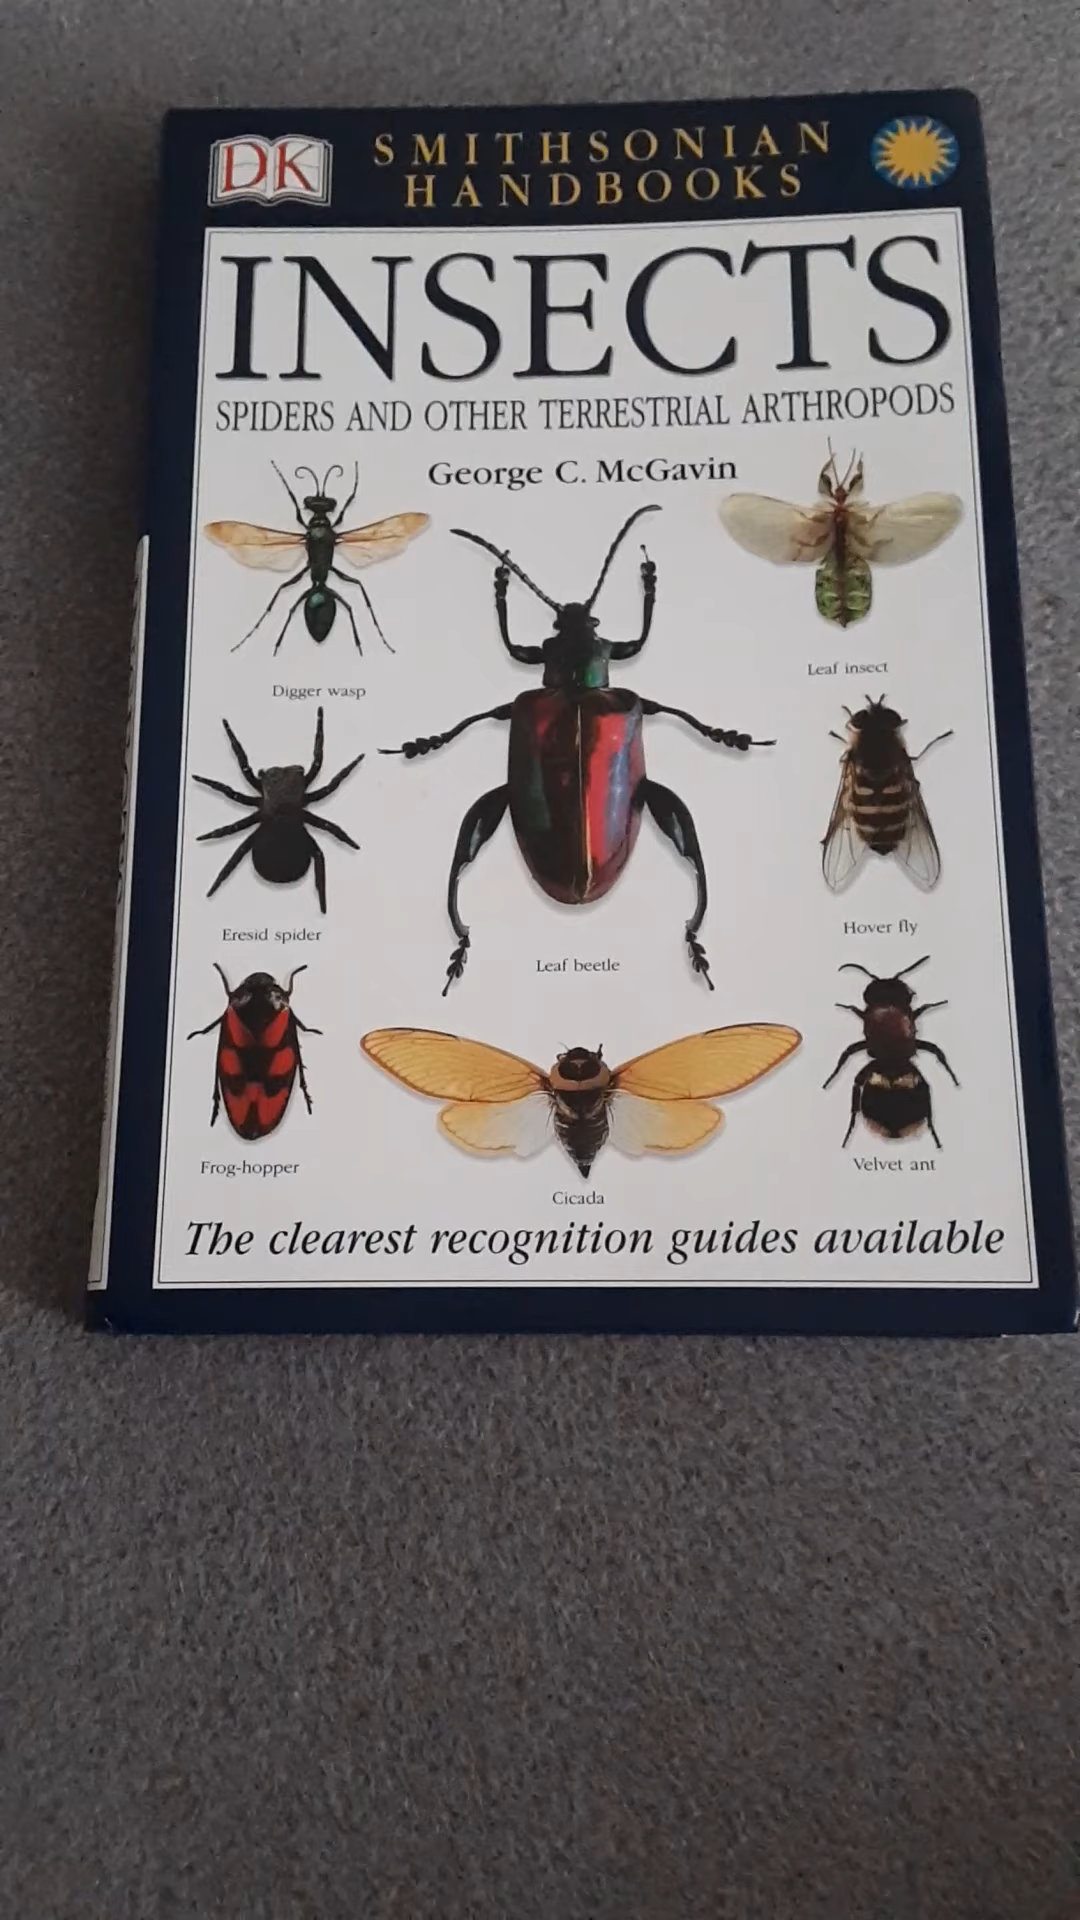 DK
SMITHSONIAN
HANDBOOKS
INSECTS
SPIDERS AND OTHER TERRESTRIAL ARTHROPODS
George C. McGavin
Digger wasp
Leaf insect
Eresid spider
Leaf beetle
Hover fly
Frog-hopper
Cicada
Velvet ant
The clearest recognition guides available